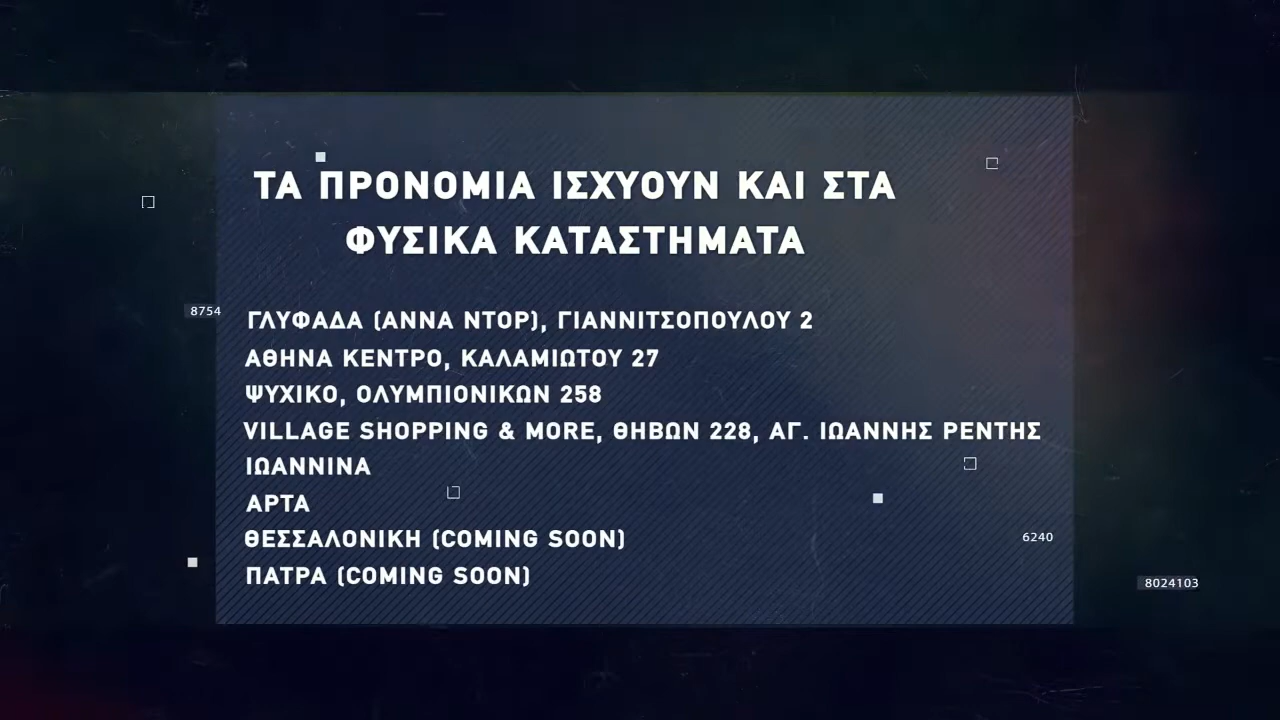 ΤΑ ΠΡΟΝΟΜΙΑ ΙΣΧΥΟΥΝ ΚΑΙ ΣΤΑ
ΦΥΣΙΚΑ ΚΑΤΑΣΤΗΜΑΤΑ
8754
ΓΛΥΦΑΔΑ (ΑΝΝΑ ΝΤΟΡ), ΓΙΑΝΝΙΤΣΟΠΟΥΛΟΥ 2
ΑΘΗΝΑ ΚΕΝΤΡΟ, ΚΑΛΑΜΙΩΤΟΥ 27
ΨΥΧΙΚΟ, ΟΛΥΜΠΙΟΝΙΚΩΝ 258
VILLAGE SHOPPING & MORE, ΘΗΒΩΝ 228, ΑΓ. ΙΩΑΝΝΗΣ ΡΕΝΤΗΣ
ΙΩΑΝΝΙΝΑ
ΑΡΤΑ
ΘΕΣΣΑΛΟΝΙΚΗ (COMING SOON)
6240
ΠΑΤΡΑ (COMING SOON)
8024103